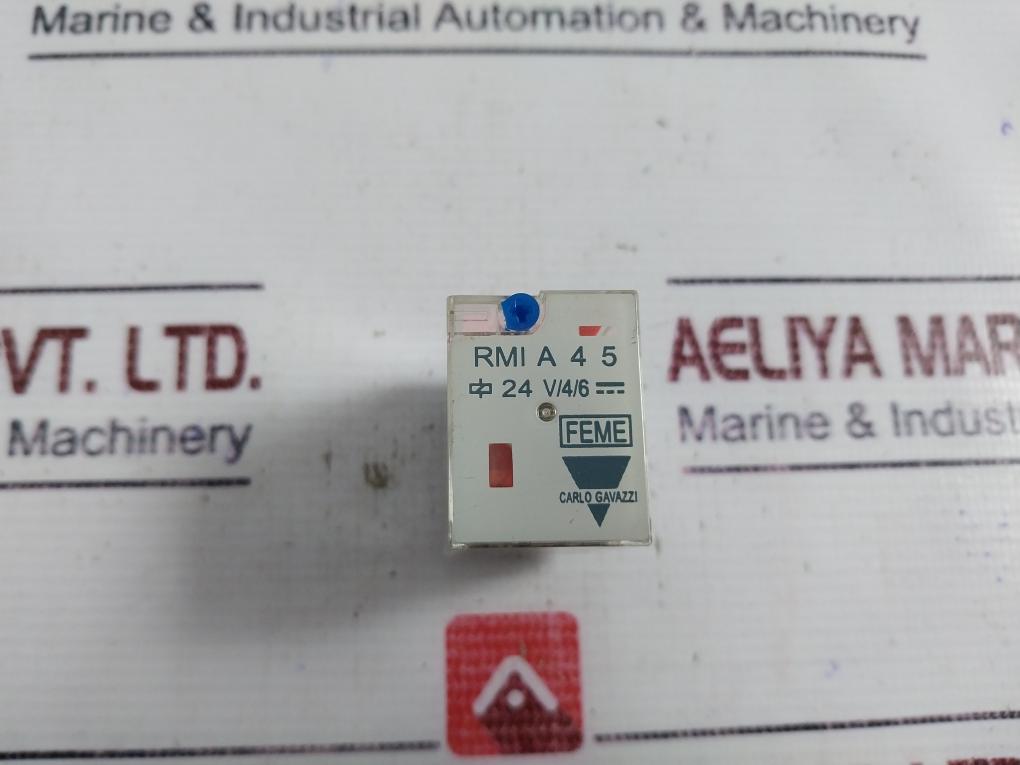 Marine & Industrial Automation & Machinery
VT. LTD.
Machinery
AELIYA MAR
Marine & Indust
RMI A 4 5
24 V/4/6
FEME
CARLO GAVAZZI